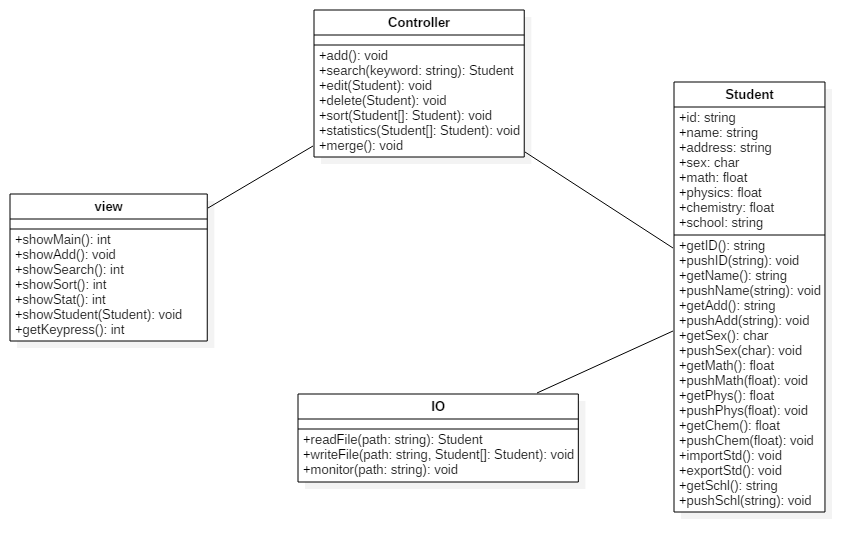 Controller
+add(): void
+search(keyword: string): Student
+edit(Student): void
+delete(Student): void
+sort(Student[]: Student): void
+statistics(Student[]: Student): void
+merge(): void
view
+showMain(): int
+showAdd(): void
+showSearch(): int
+showSort(): int
+showStat(): int
+showStudent(Student): void
+getKeypress(): int
Student
+id: string
+name: string
+address: string
+sex: char
+math: float
+physics: float
+chemistry: float
+school: string
+getID(): string
+pushID(string): void
+getName(): string
+pushName(string): void
+getAdd(): string
+pushAdd(string): void
+getSex(): char
+pushSex(char): void
+getMath(): float
+pushMath(float): void
+getPhys(): float
+pushPhys(float): void
+getChem(): float
+pushChem(float): void
+importStd(): void
+exportStd(): void
+getSchl(): string
+pushSchl(string): void
IO
+readFile(path: string): Student
+writeFile(path: string, Student[]: Student): void
+monitor(path: string): void